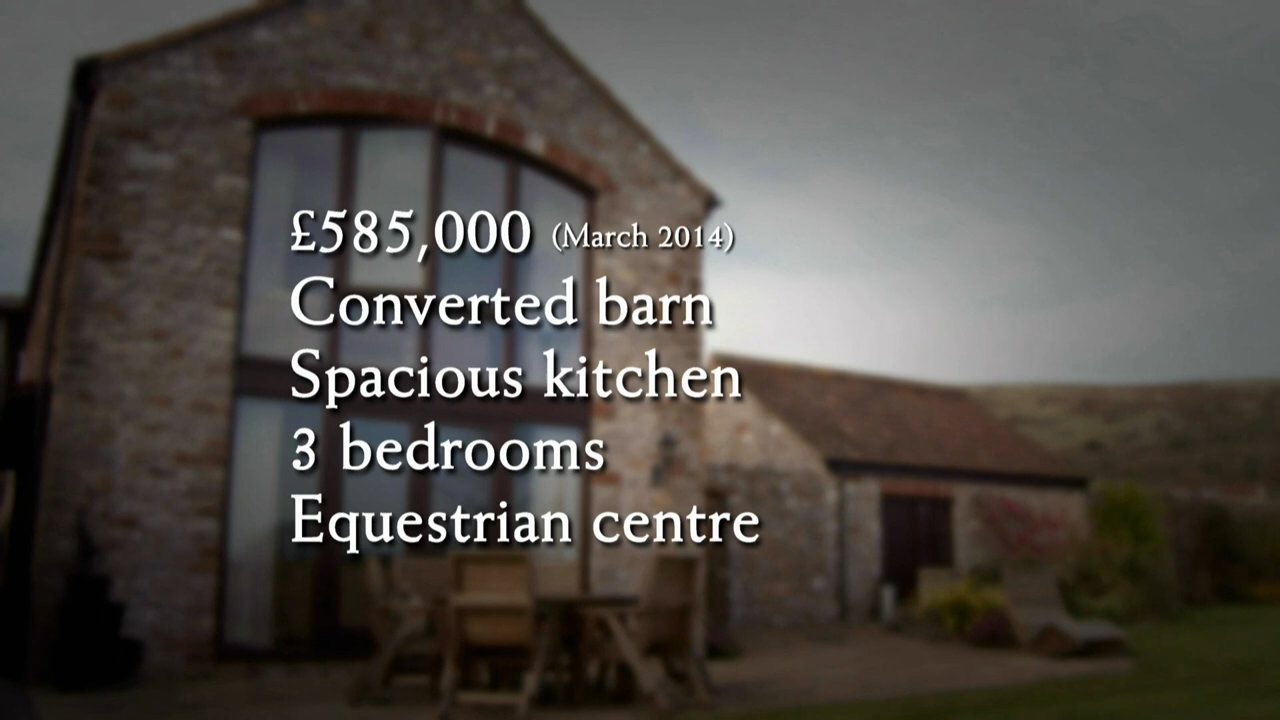 £585,000 (March 2014)
Converted barn
Spacious kitchen
3 bedrooms
Equestrian centre